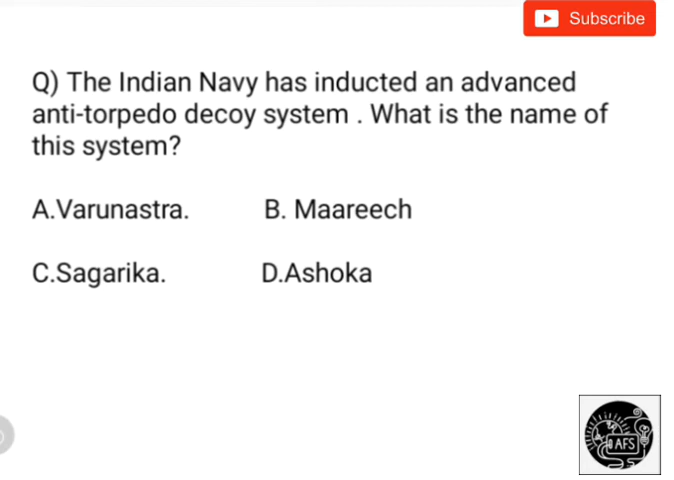 Subscribe
Q) The Indian Navy has inducted an advanced
anti-torpedo decoy system . What is the name of
this system?
A.Varunastra. B. Maareech
C.Sagarika. D.Ashoka
AFS